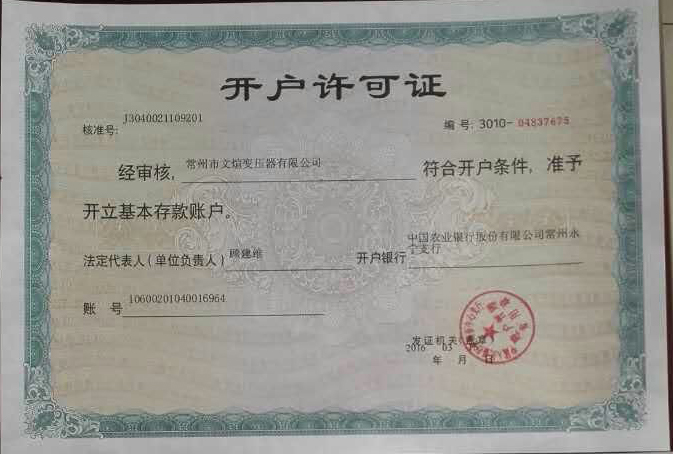 开户许可证
核准号: J3040021109201
编号: 3010-04837675
经审核, 常州市文煊变压器有限公司 符合开户条件, 准予
开立基本存款账户。
法定代表人(单位负责人) 顾建维 开户银行 中国农业银行股份有限公司常州永
宁支行
账 号 10600201040016964
发证机关(盖章)
2016 03
年 月 日